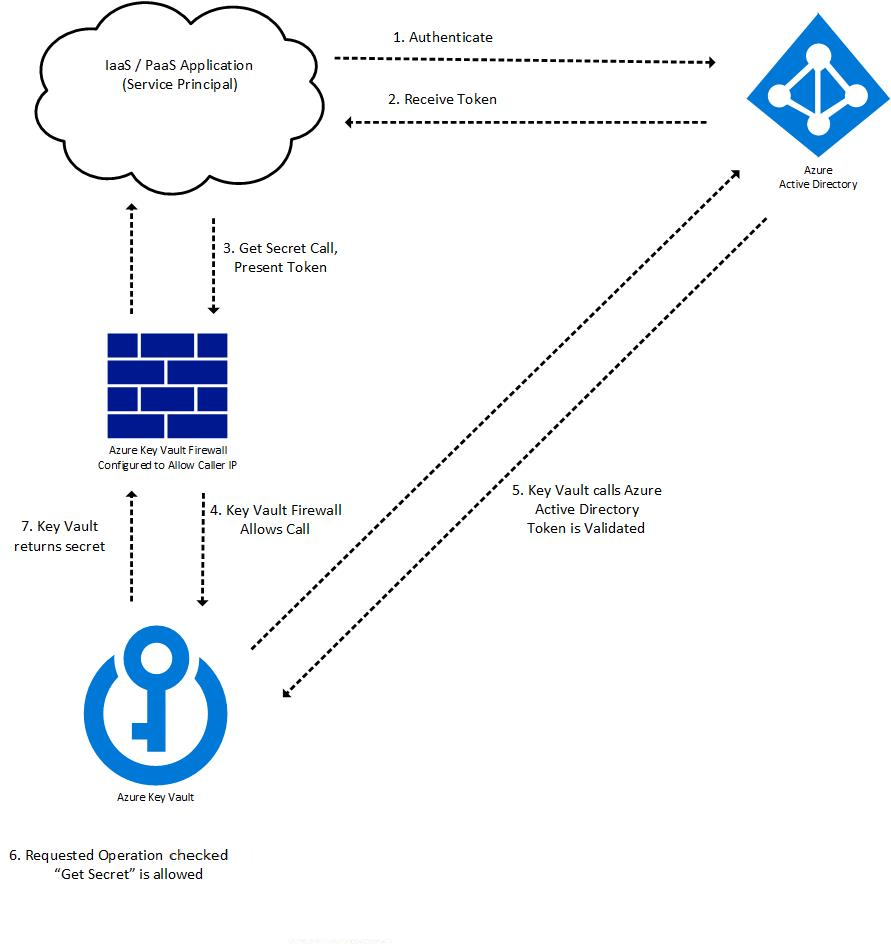 IaaS / PaaS Application
(Service Principal)
1. Authenticate
2. Receive Token
Azure
Active Directory
3. Get Secret Call,
Present Token
Azure Key Vault Firewall
Configured to Allow Caller IP
4. Key Vault Firewall
Allows Call
5. Key Vault calls Azure
Active Directory
Token is Validated
7. Key Vault
returns secret
Azure Key Vault
6. Requested Operation checked
“Get Secret” is allowed